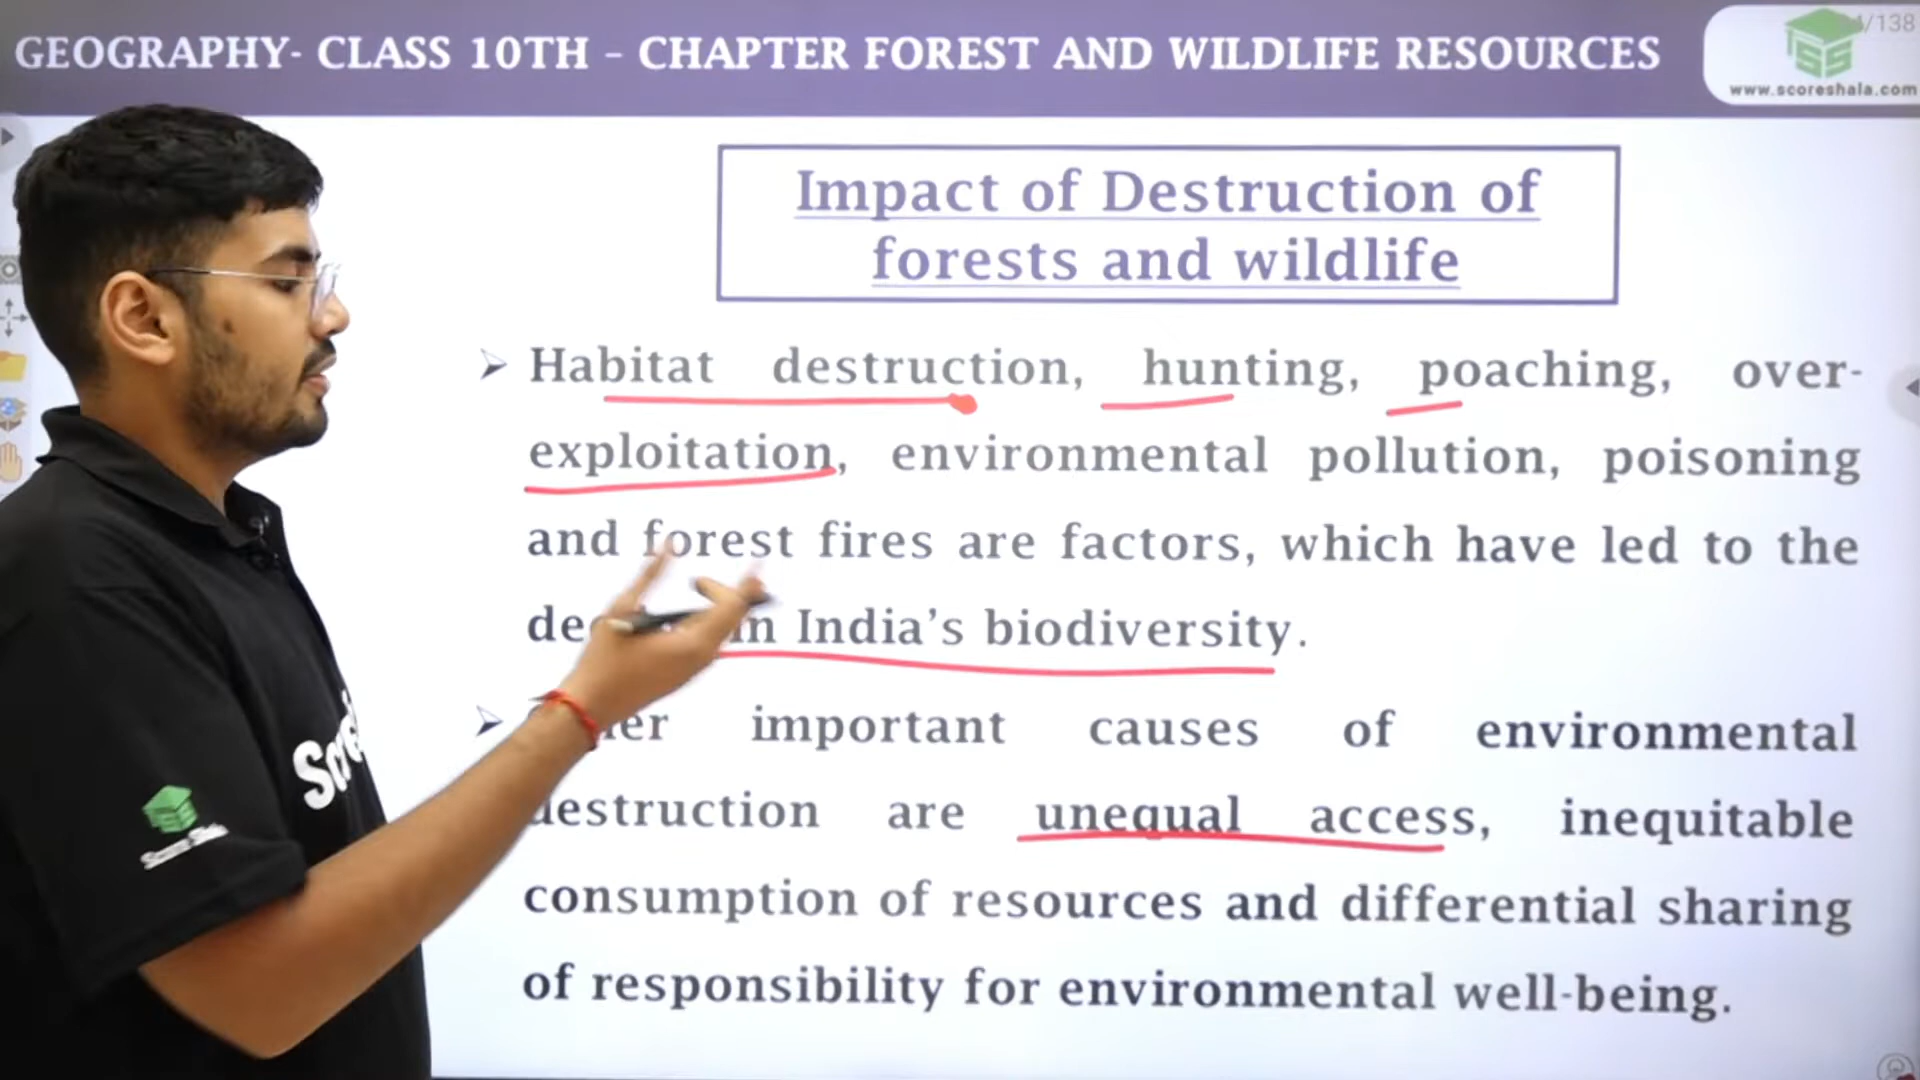 GEOGRAPHY- CLASS 10TH – CHAPTER FOREST AND WILDLIFE RESOURCES
/138
www.scoreshala.com
Impact of Destruction of
forests and wildlife
➢ Habitat destruction, hunting, poaching, over-
exploitation, environmental pollution, poisoning
and forest fires are factors, which have led to the
in India’s biodiversity.
➢ important causes of environmental
destruction are unequal access, inequitable
consumption of resources and differential sharing
of responsibility for environmental well-being.